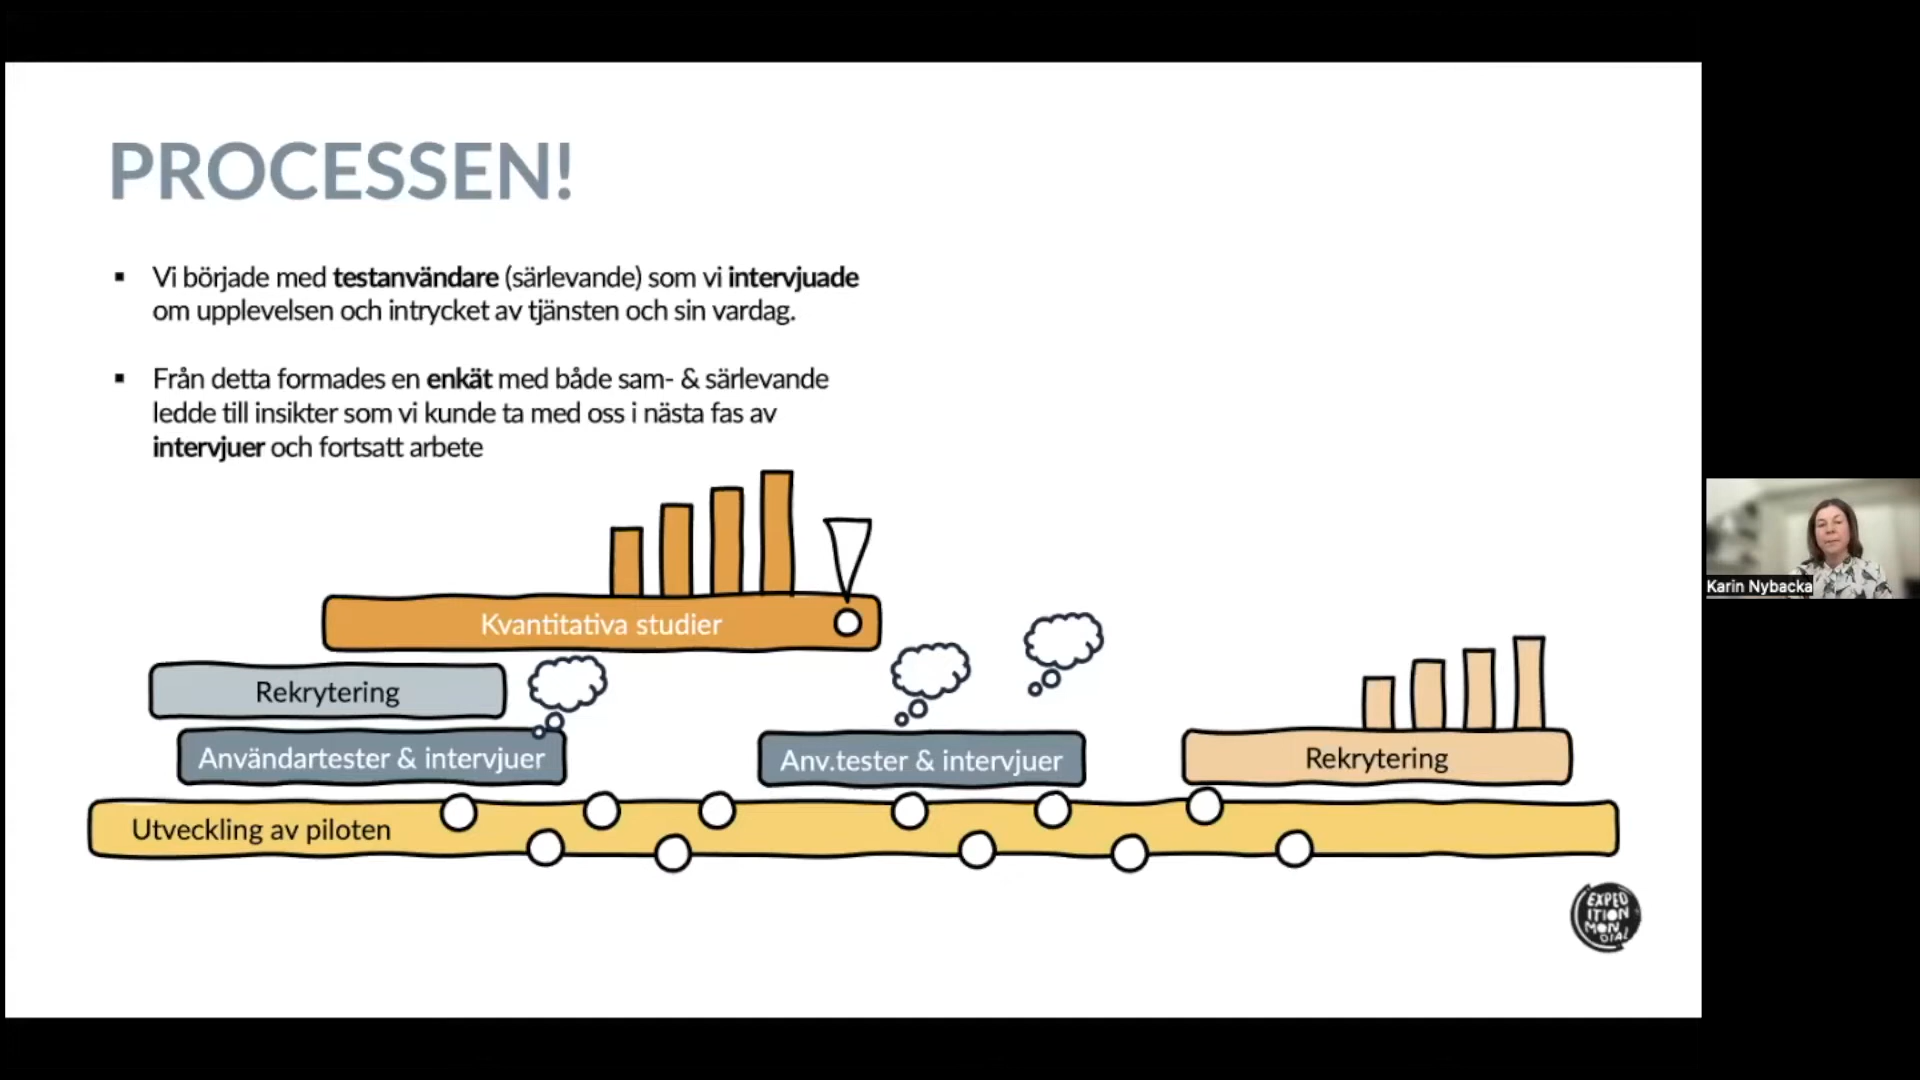 PROCESSEN!
▪ Vi började med testanvändare (särlevande) som vi intervjuade
om upplevelsen och intrycket av tjänsten och sin vardag.
▪ Från detta formades en enkät med både sam- & särlevande
ledde till insikter som vi kunde ta med oss i nästa fas av
intervjuer och fortsatt arbete
Kvantitativa studier
Rekrytering
Användartester & intervjuer
Anv.tester & intervjuer
Rekrytering
Utveckling av piloten
EXPED
ITION
MON
DIAL
Karin Nybacka